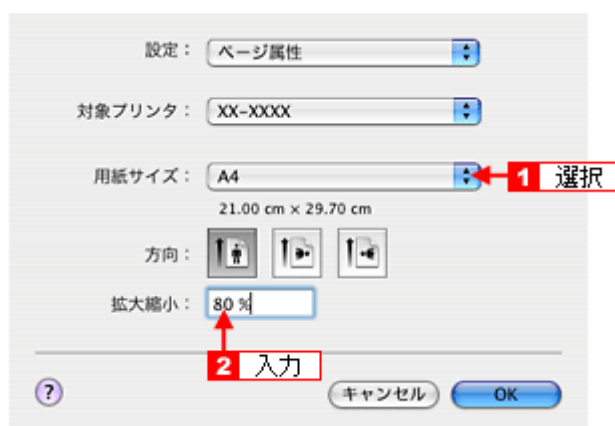 設定： ページ属性
対象プリンタ： XX-XXXX
用紙サイズ： A4 1 選択
21.00 cm × 29.70 cm
方向：
拡大縮小： 80 %
2 入力
? キャンセル OK